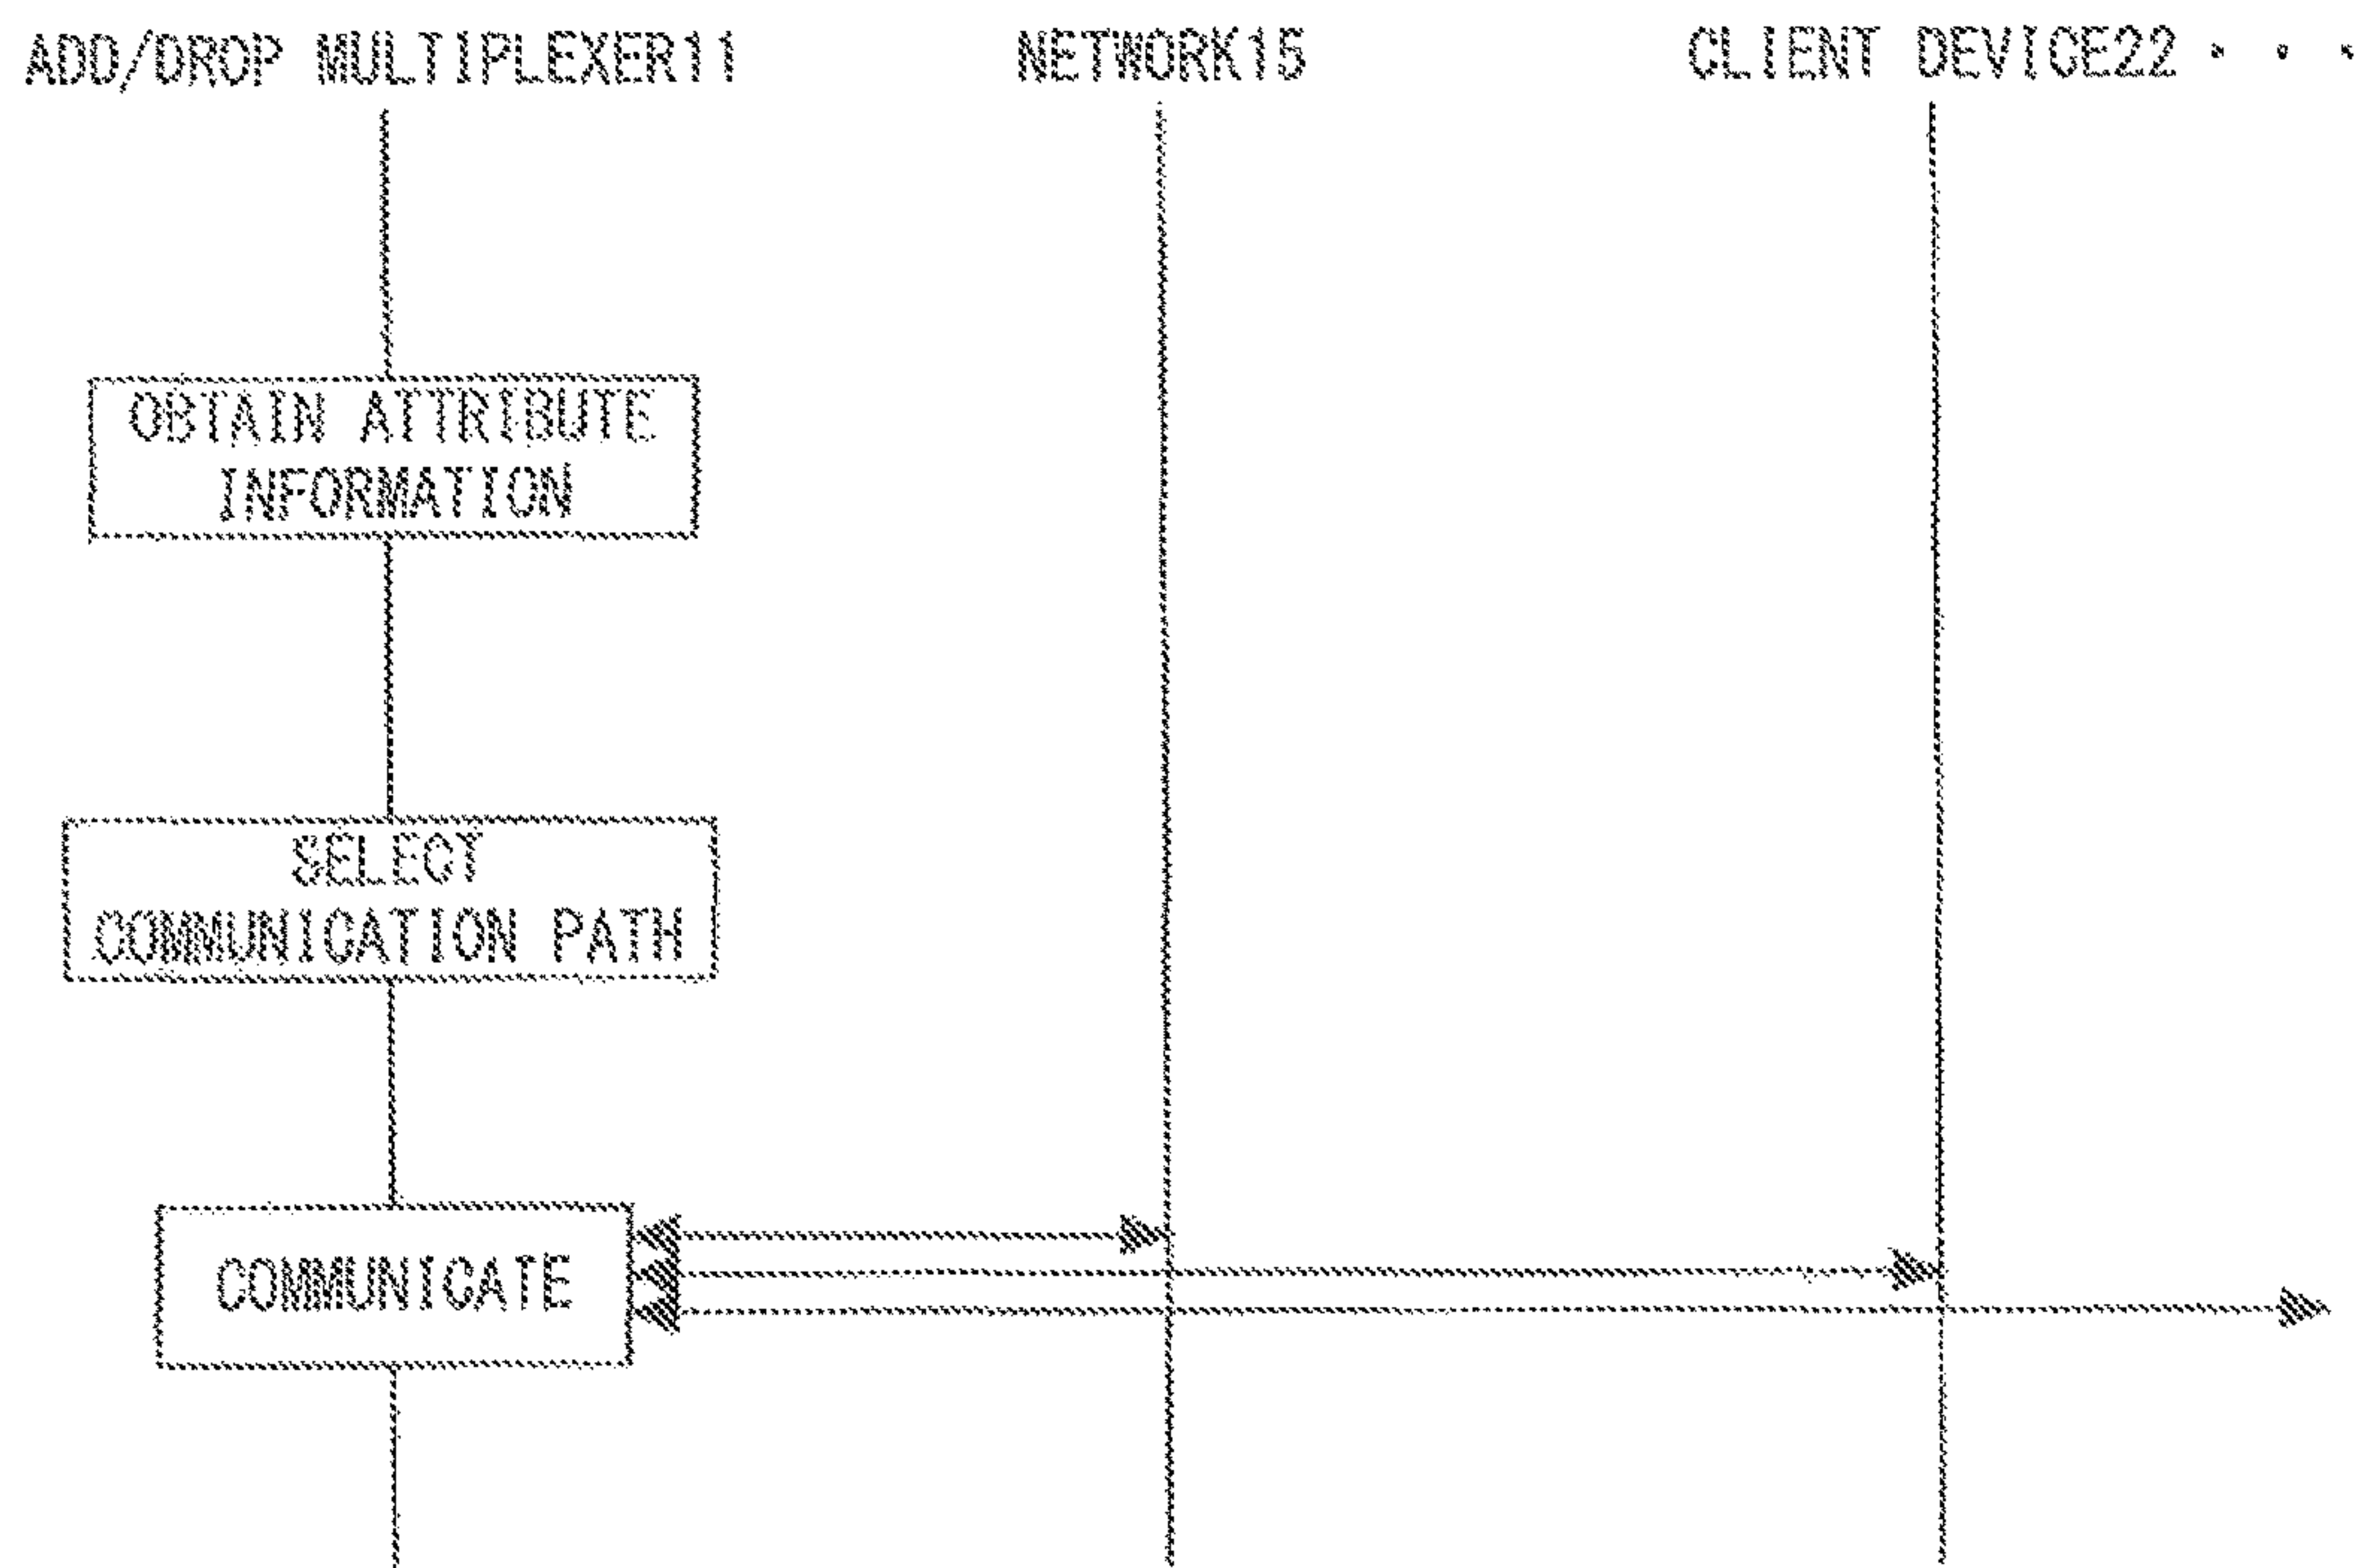 ADD/DROP MULTIPLEXER11 NETWORK15 CLIENT DEVICE22 · · ·
OBTAIN ATTRIBUTE
INFORMATION
SELECT
COMMUNICATION PATH
COMMUNICATE